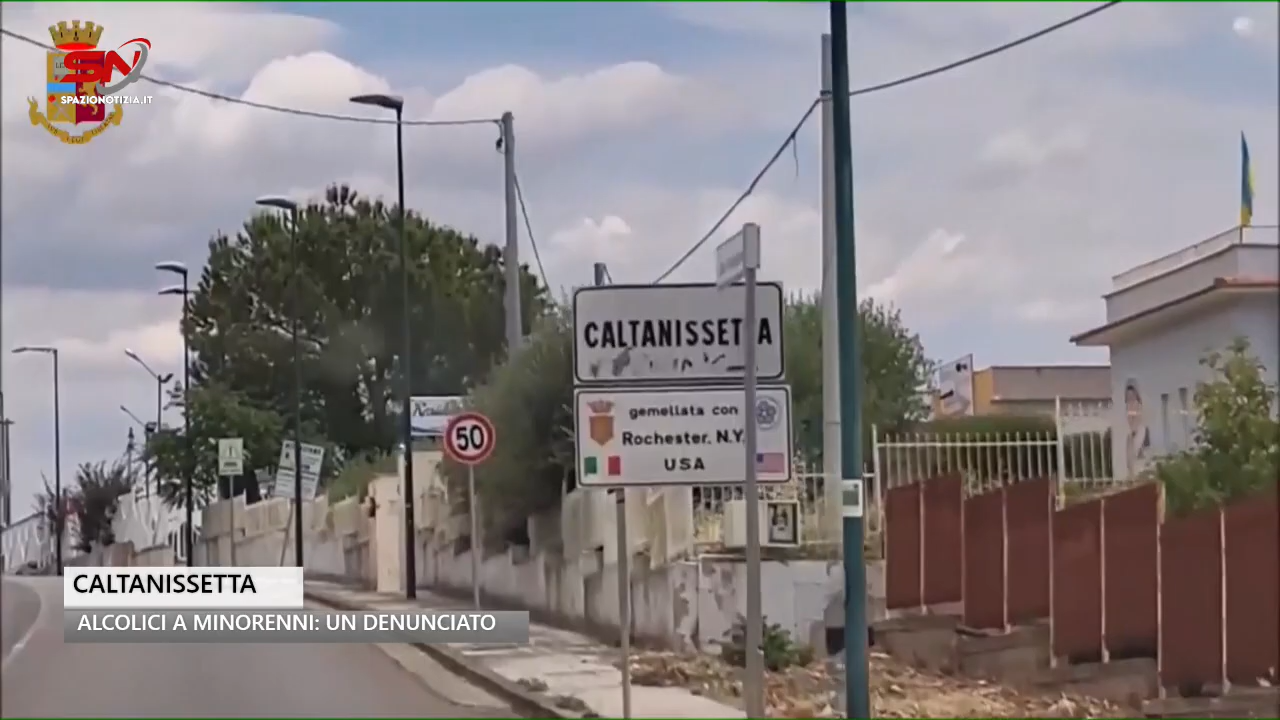 SN
SPAZIONOTIZIA.IT
CALTANISSETTA
gemellata con
Rochester. N.Y.
USA
50
CALTANISSETTA
ALCOLICI A MINORENNI: UN DENUNCIATO